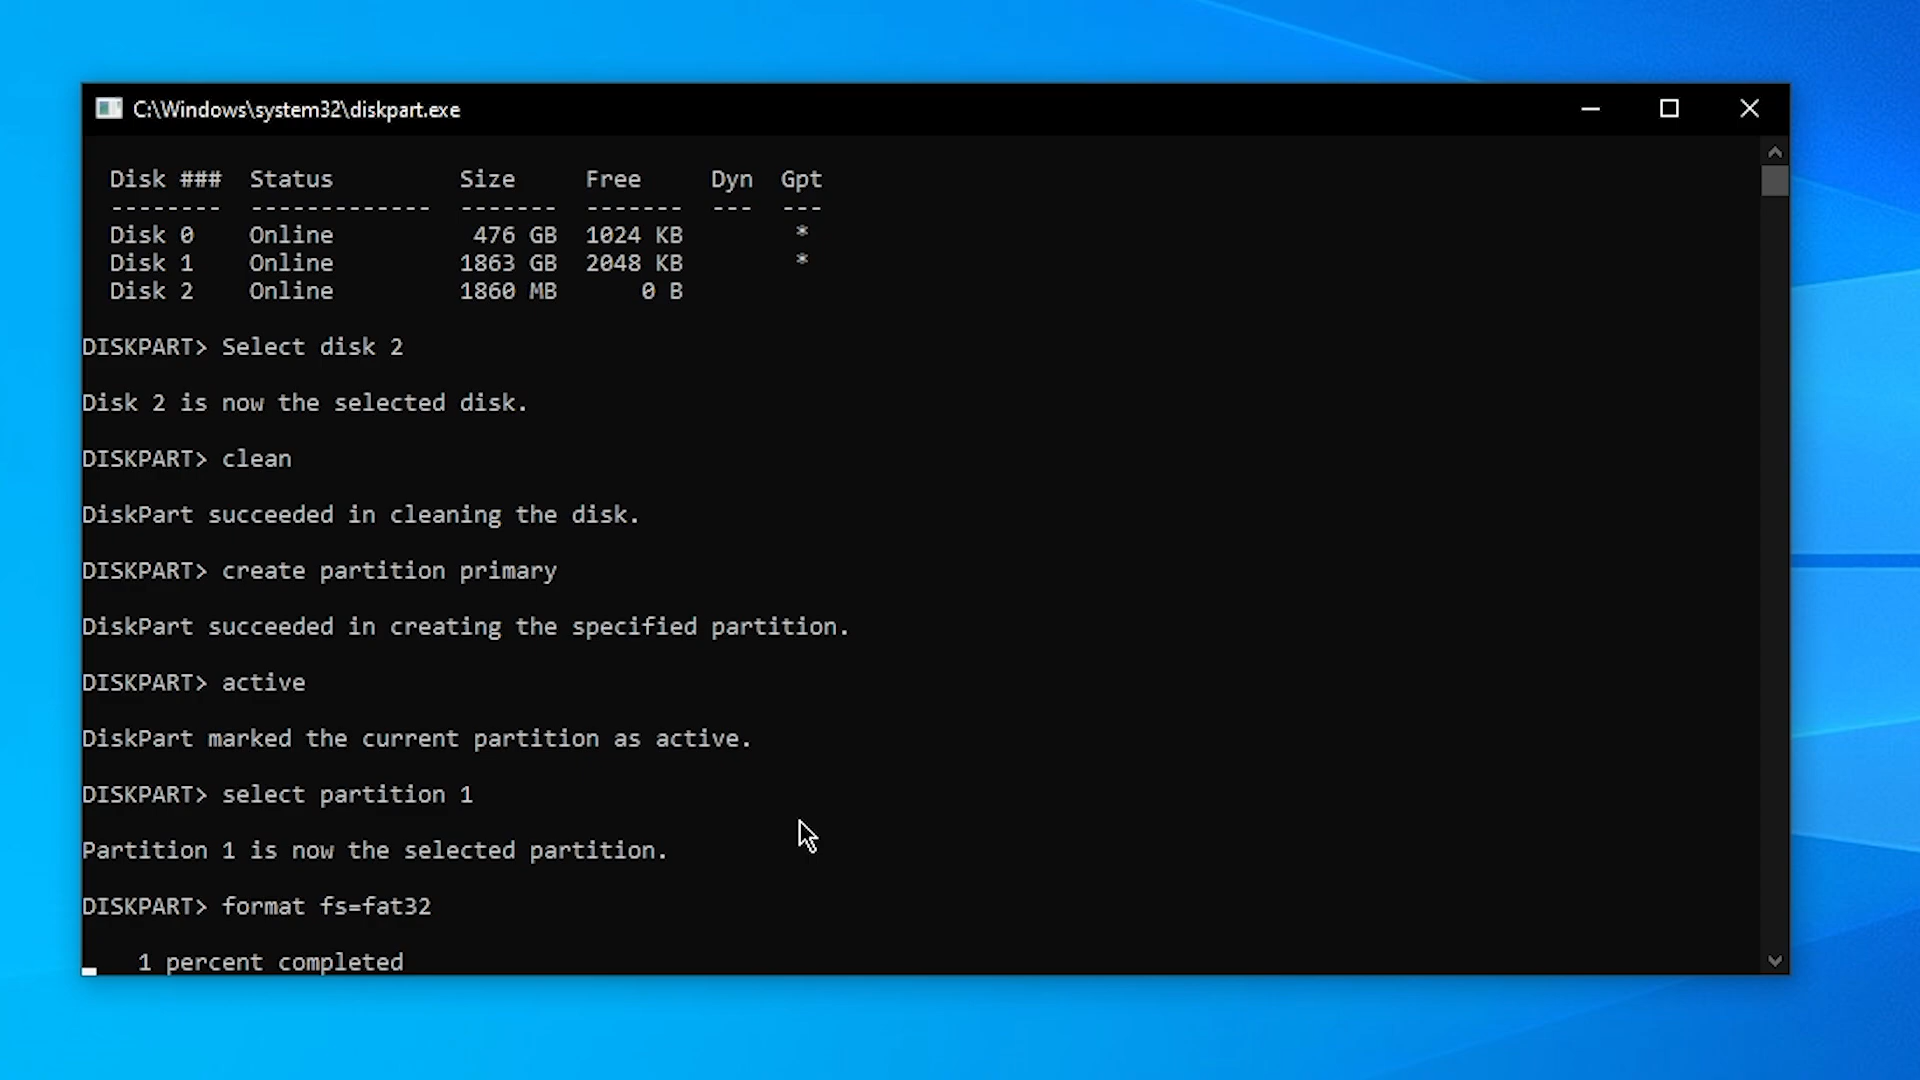 C:\Windows\system32\diskpart.exe
Disk ###  Status         Size     Free     Dyn  Gpt
--------  -------------  -------  -------  ---  ---
Disk 0    Online          476 GB  1024 KB        *
Disk 1    Online         1863 GB  2048 KB        *
Disk 2    Online         1860 MB      0 B
DISKPART> Select disk 2
Disk 2 is now the selected disk.
DISKPART> clean
DiskPart succeeded in cleaning the disk.
DISKPART> create partition primary
DiskPart succeeded in creating the specified partition.
DISKPART> active
DiskPart marked the current partition as active.
DISKPART> select partition 1
Partition 1 is now the selected partition.
DISKPART> format fs=fat32
1 percent completed